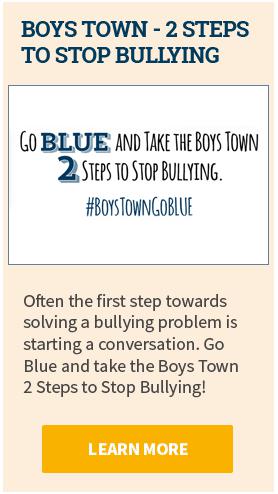 BOYS TOWN - 2 STEPS
TO STOP BULLYING
GO BLUE AND TAKE THE BOYS TOWN
2 STEPS TO STOP BULLYING.
#BOYSTOWNGOBLUE
Often the first step towards
solving a bullying problem is
starting a conversation. Go
Blue and take the Boys Town
2 Steps to Stop Bullying!
LEARN MORE